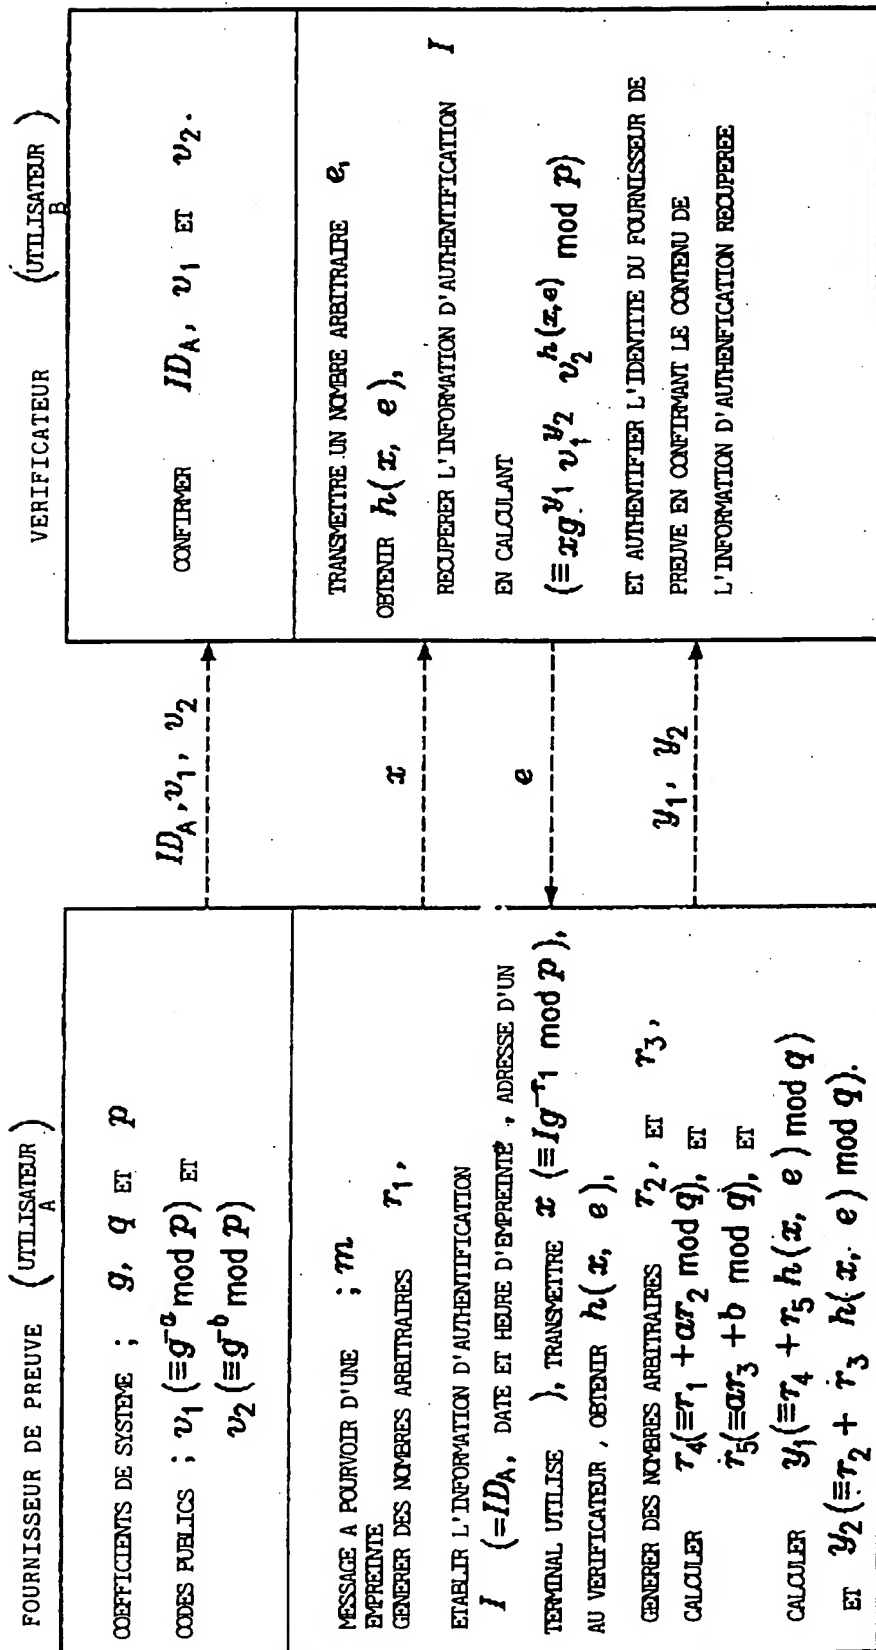 FOURNISSEUR DE PREUVE (UTILISATEUR A)
COEFFICIENTS DE SYSTEME ; g, q ET p
CODES PUBLICS ; v₁ (≡g⁻ᵃ mod p) ET
v₂ (≡g⁻ᵇ mod p)
MESSAGE A POURVOIR D'UNE ; m
EMPREINTE
GENERER DES NOMBRES ARBITRAIRES r₁,
ETABLIR L'INFORMATION D'AUTHENTIFICATION
I (=ID_A, DATE ET HEURE D'EMPREINTE, ADRESSE D'UN
TERMINAL UTILISE ), TRANSMETTRE x (≡Ig^-r₁ mod p),
AU VERIFICATEUR, OBTENIR h(x, e),
GENERER DES NOMBRES ARBITRAIRES r₂, ET r₃,
CALCULER r₄(≡r₁ +ar₂ mod q), ET
r₅(≡ar₃ +b mod q), ET
CALCULER y₁(≡r₄ + r₅ h(x, e) mod q)
ET y₂(≡r₂ + r₃ h(x, e) mod q).
ID_A, v₁, v₂
x
e
y₁, y₂
VERIFICATEUR (UTILISATEUR B)
CONFIRMER ID_A, v₁ ET v₂.
TRANSMETTRE UN NOMBRE ARBITRAIRE e,
OBTENIR h(x, e),
RECUPERER L'INFORMATION D'AUTHENTIFICATION I
EN CALCULANT
(≡xg^y₁ v₁^y₂ v₂^h(x,e) mod p)
ET AUTHENTIFIER L'IDENTITE DU FOURNISSEUR DE
PREUVE EN CONFIRMANT LE CONTENU DE
L'INFORMATION D'AUTHENFICATION RECUPEREE